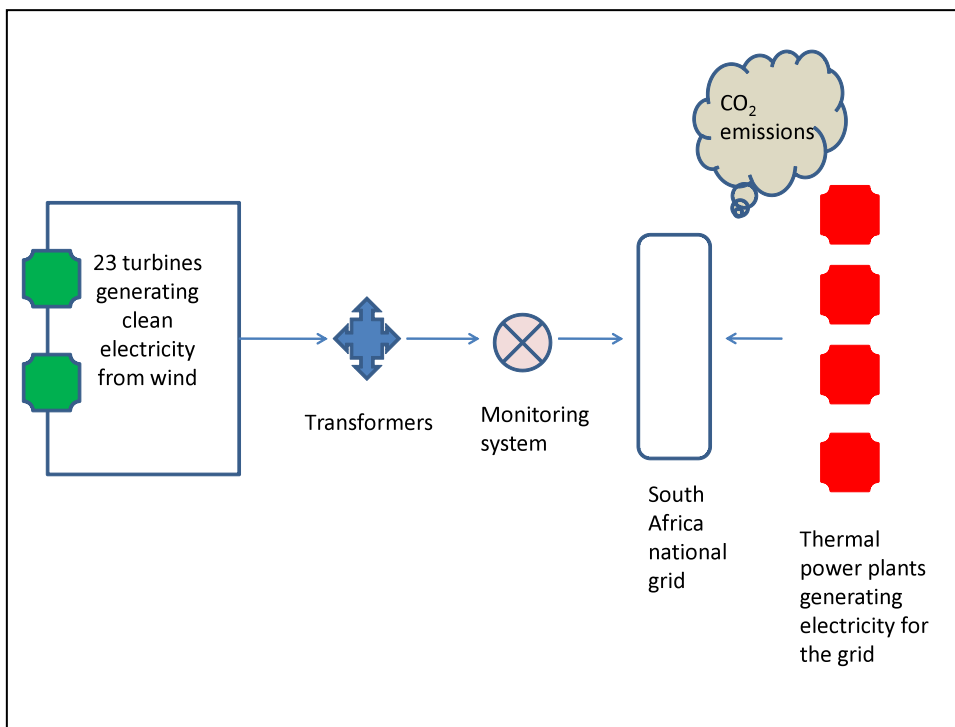 CO₂
emissions
23 turbines
generating
clean
electricity
from wind
Transformers
Monitoring
system
South
Africa
national
grid
Thermal
power plants
generating
electricity for
the grid